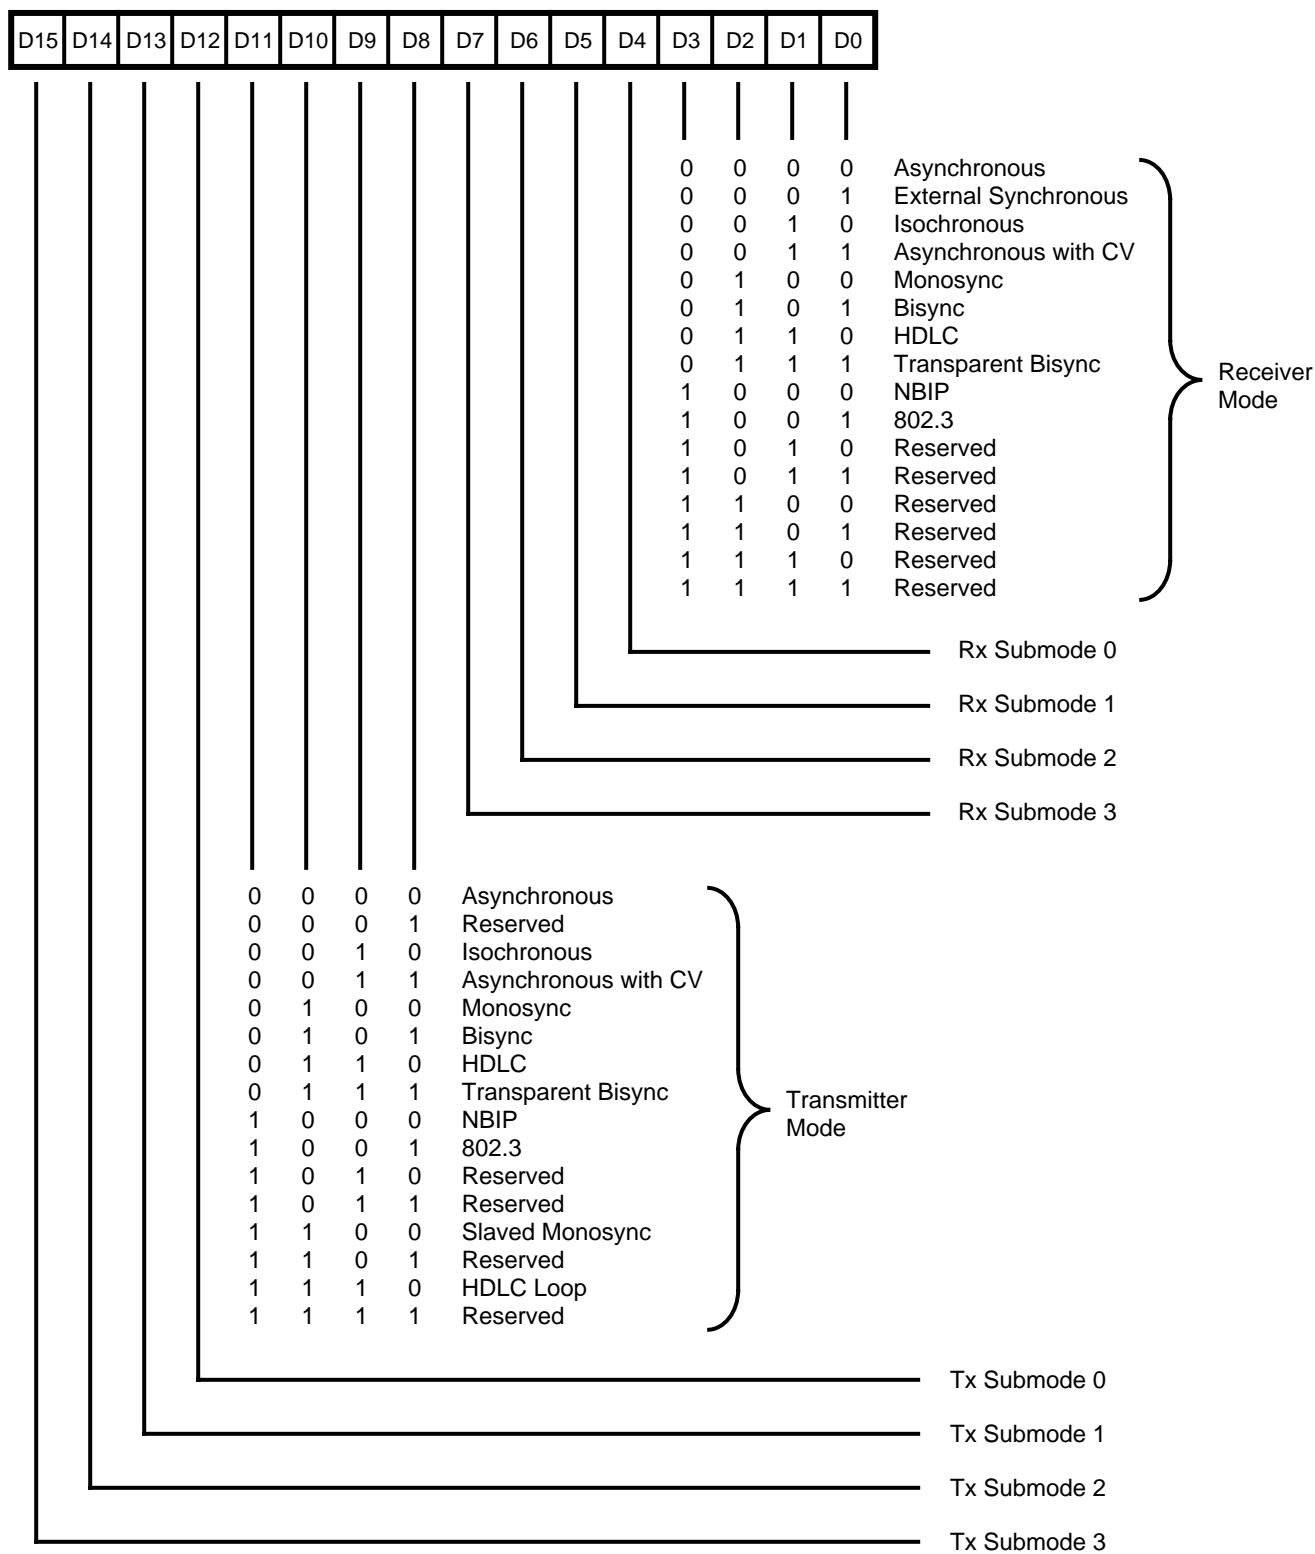 D15 D14 D13 D12 D11 D10 D9 D8 D7 D6 D5 D4 D3 D2 D1 D0
0 0 0 0 Asynchronous
0 0 0 1 External Synchronous
0 0 1 0 Isochronous
0 0 1 1 Asynchronous with CV
0 1 0 0 Monosync
0 1 0 1 Bisync
0 1 1 0 HDLC
0 1 1 1 Transparent Bisync
1 0 0 0 NBIP
1 0 0 1 802.3
1 0 1 0 Reserved
1 0 1 1 Reserved
1 1 0 0 Reserved
1 1 0 1 Reserved
1 1 1 0 Reserved
1 1 1 1 Reserved
Receiver
Mode
Rx Submode 0
Rx Submode 1
Rx Submode 2
Rx Submode 3
0 0 0 0 Asynchronous
0 0 0 1 Reserved
0 0 1 0 Isochronous
0 0 1 1 Asynchronous with CV
0 1 0 0 Monosync
0 1 0 1 Bisync
0 1 1 0 HDLC
0 1 1 1 Transparent Bisync
1 0 0 0 NBIP
1 0 0 1 802.3
1 0 1 0 Reserved
1 0 1 1 Reserved
1 1 0 0 Slaved Monosync
1 1 0 1 Reserved
1 1 1 0 HDLC Loop
1 1 1 1 Reserved
Transmitter
Mode
Tx Submode 0
Tx Submode 1
Tx Submode 2
Tx Submode 3